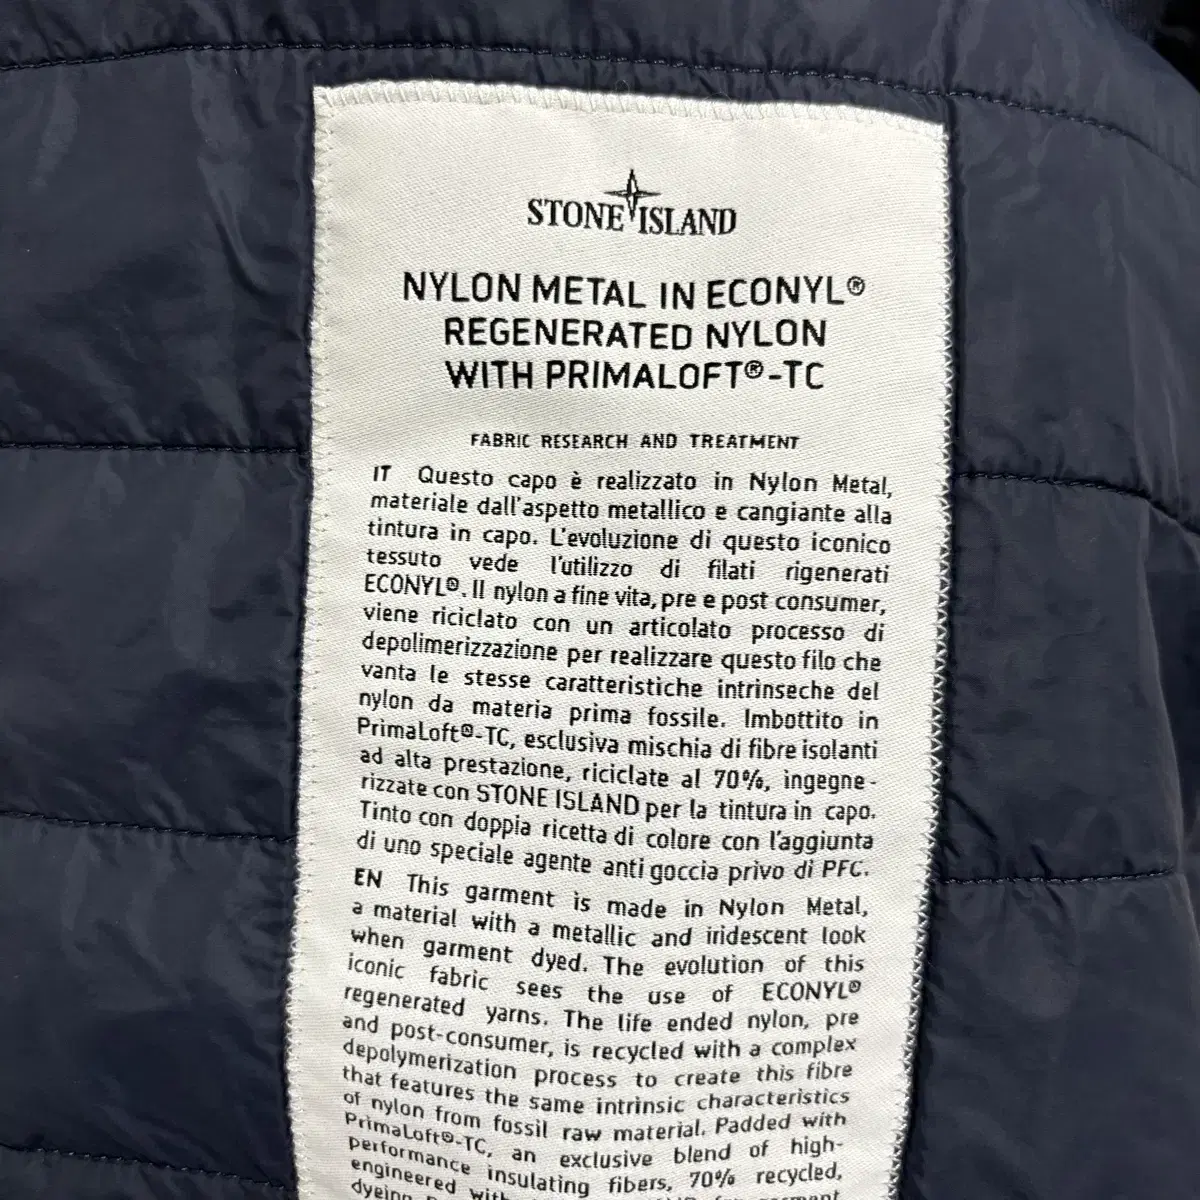 STONE ISLAND
NYLON METAL IN ECONYL®
REGENERATED NYLON
WITH PRIMALOFT®-TC
FABRIC RESEARCH AND TREATMENT
IT Questo capo è realizzato in Nylon Metal,
materiale dall'aspetto metallico e cangiante alla
tintura in capo. L'evoluzione di questo iconico
tessuto vede l'utilizzo di filati rigenerati
ECONYL®. Il nylon a fine vita, pre e post consumer,
viene riciclato con un articolato processo di
depolimerizzazione per realizzare questo filo che
vanta le stesse caratteristiche intrinseche del
nylon da materia prima fossile. Imbottito in
PrimaLoft®-TC, esclusiva mischia di fibre isolanti
ad alta prestazione, riciclate al 70%, ingegne-
rizzate con STONE ISLAND per la tintura in capo.
Tinto con doppia ricetta di colore con l'aggiunta
di uno speciale agente anti goccia privo di PFC.
EN This garment is made in Nylon Metal,
a material with a metallic and iridescent look
when garment dyed. The evolution of this
iconic fabric sees the use of ECONYL®
regenerated yarns. The life ended nylon, pre
and post-consumer, is recycled with a complex
depolymerization process to create this fibre
that features the same intrinsic characteristics
of nylon from fossil raw material. Padded with
PrimaLoft®-TC, an exclusive blend of high-
performance insulating fibers, 70% recycled,
engineered with
dyeing